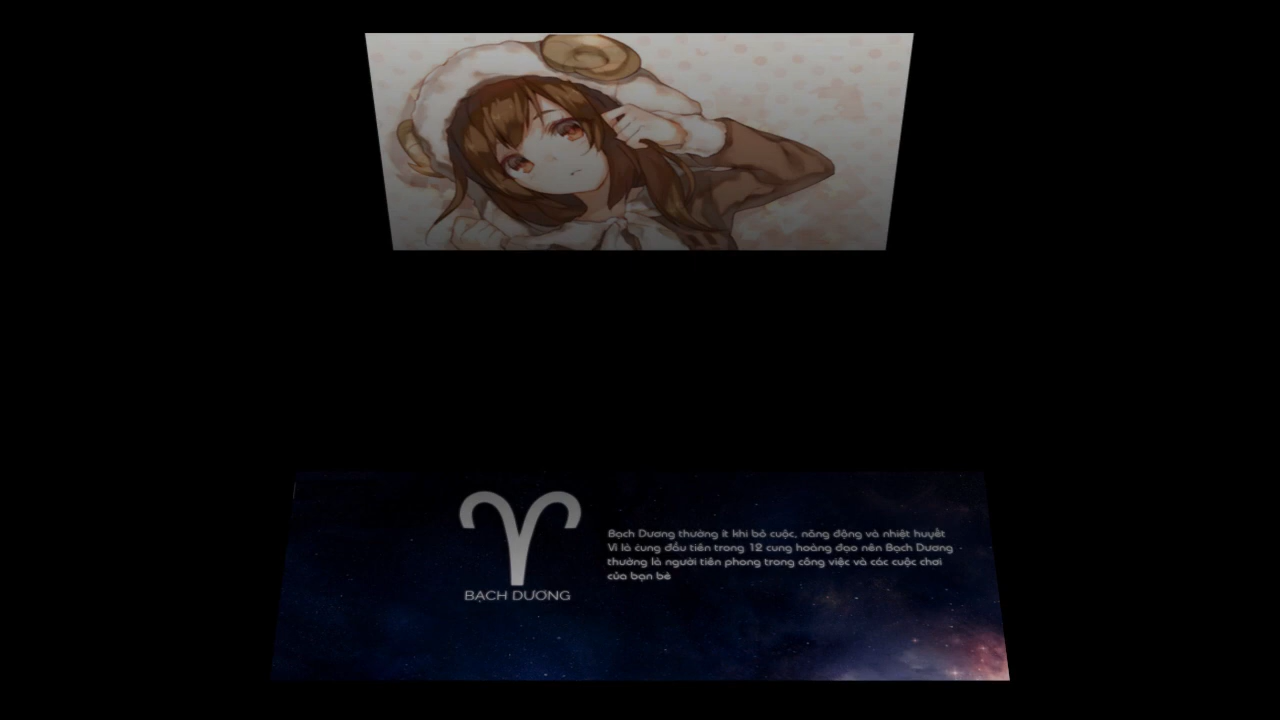 BẠCH DƯƠNG
Bạch Dương thường ít khi bỏ cuộc, năng động và nhiệt huyết
Vì là cung đầu tiên trong 12 cung hoàng đạo nên Bạch Dương
thường là người tiên phong trong công việc và các cuộc chơi
của bạn bè